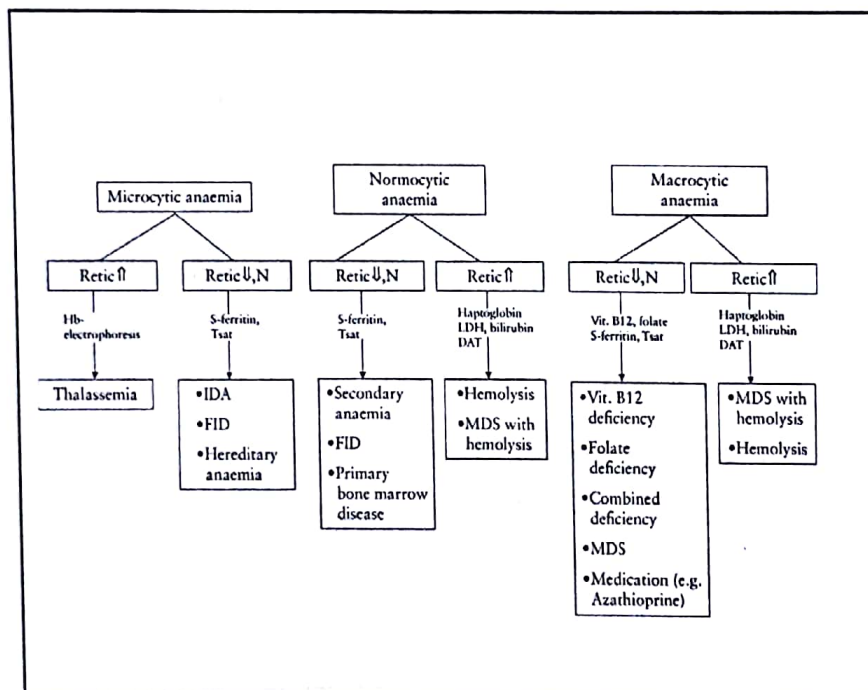 Microcytic anaemia
Normocytic
anaemia
Macrocytic
anaemia
Retic⇑
Retic⇓,N
Retic⇓,N
Retic⇑
Retic⇓,N
Retic⇑
Hb-
electrophoresis
S-ferritin,
Tsat
S-ferritin,
Tsat
Haptoglobin
LDH, bilirubin
DAT
Vit. B12, folate
S-ferritin, Tsat
Haptoglobin
LDH, bilirubin
DAT
Thalassemia
•IDA
•FID
•Hereditary
anaemia
•Secondary
anaemia
•FID
•Primary
bone marrow
disease
•Hemolysis
•MDS with
hemolysis
•Vit. B12
deficiency
•Folate
deficiency
•Combined
deficiency
•MDS
•Medication (e.g.
Azathioprine)
•MDS with
hemolysis
•Hemolysis